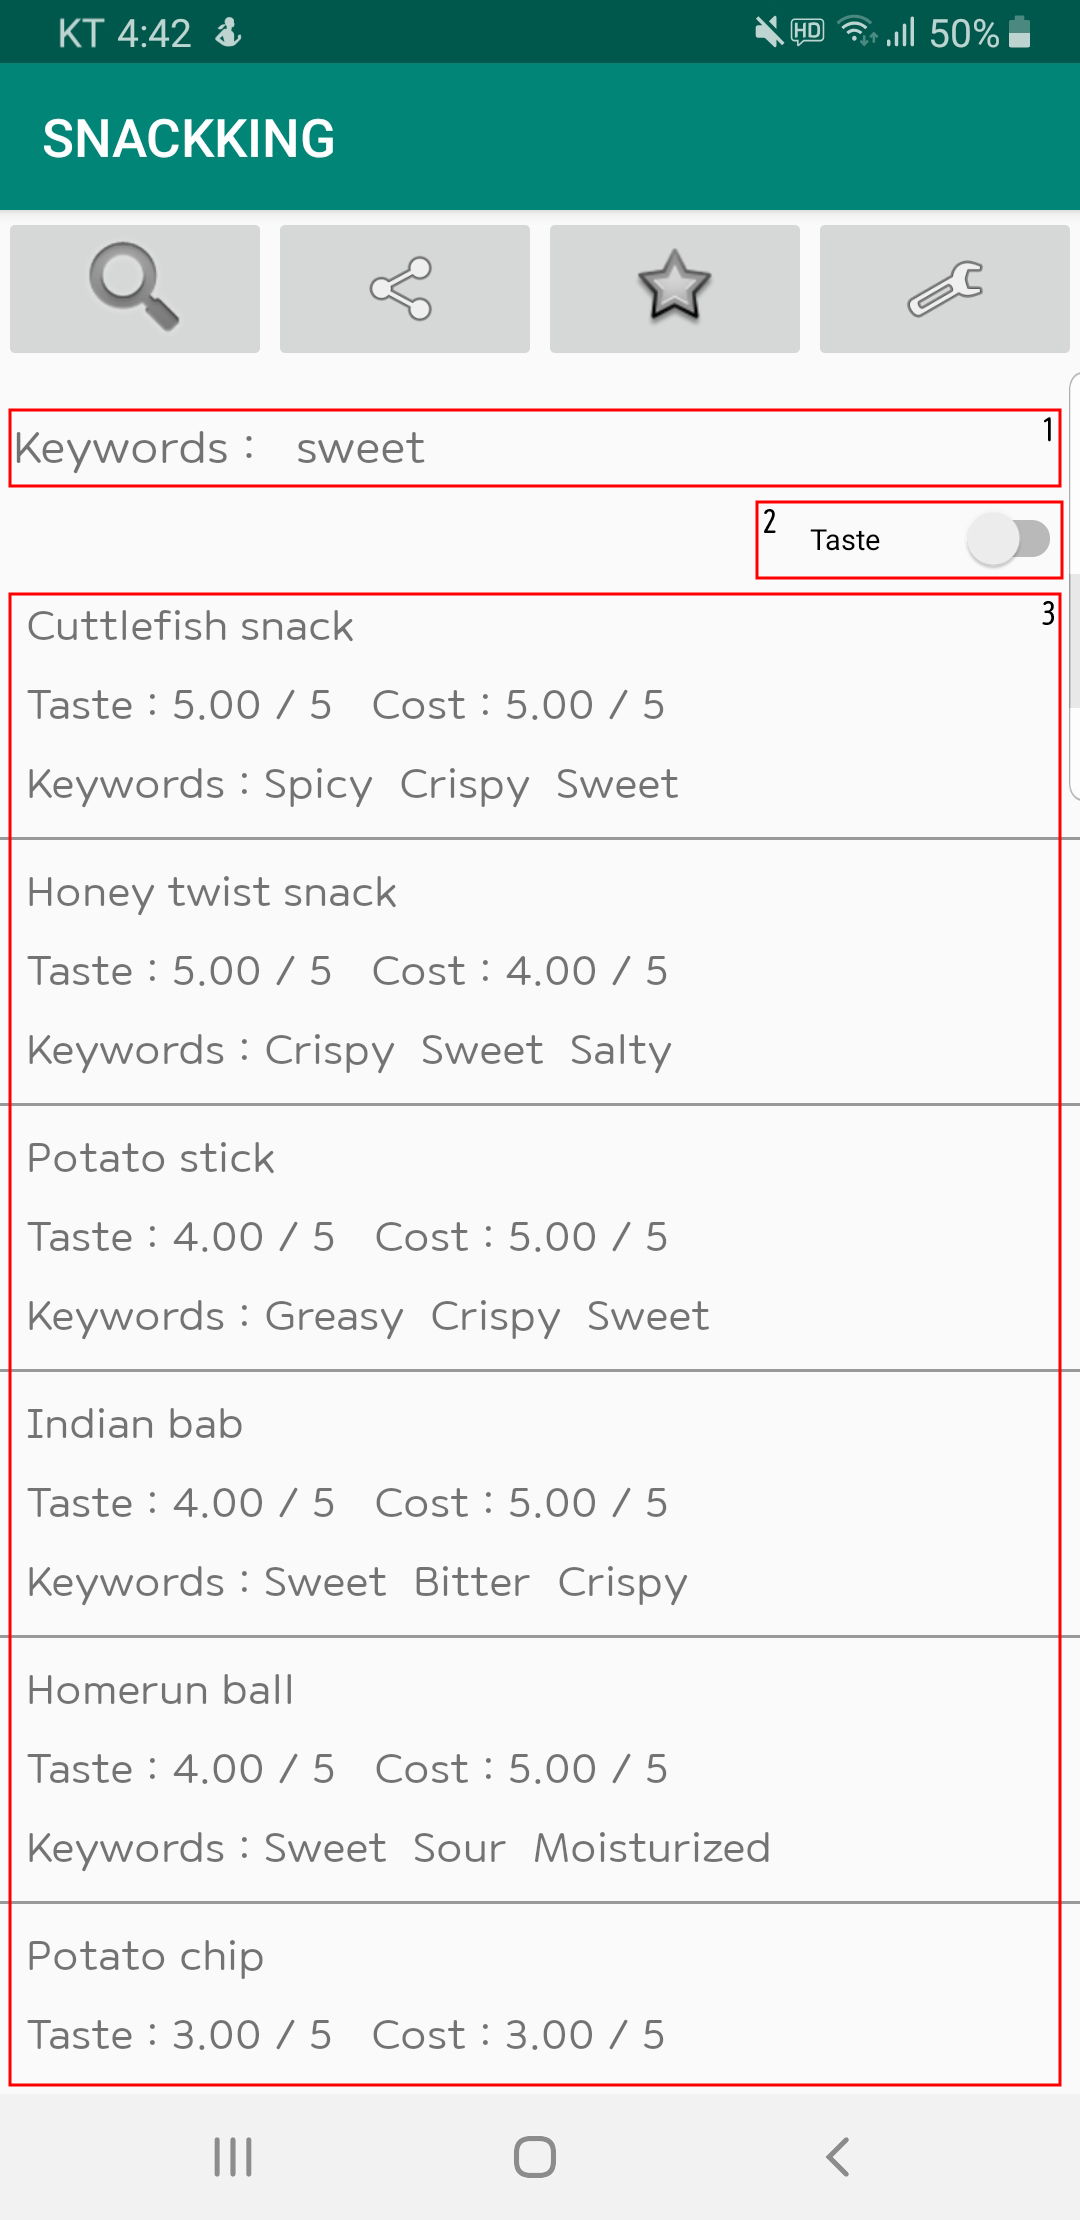 KT 4:42 HD 50%
SNACKKING
Keywords : sweet 1
2 Taste
3
Cuttlefish snack
Taste : 5.00 / 5 Cost : 5.00 / 5
Keywords : Spicy Crispy Sweet
Honey twist snack
Taste : 5.00 / 5 Cost : 4.00 / 5
Keywords : Crispy Sweet Salty
Potato stick
Taste : 4.00 / 5 Cost : 5.00 / 5
Keywords : Greasy Crispy Sweet
Indian bab
Taste : 4.00 / 5 Cost : 5.00 / 5
Keywords : Sweet Bitter Crispy
Homerun ball
Taste : 4.00 / 5 Cost : 5.00 / 5
Keywords : Sweet Sour Moisturized
Potato chip
Taste : 3.00 / 5 Cost : 3.00 / 5